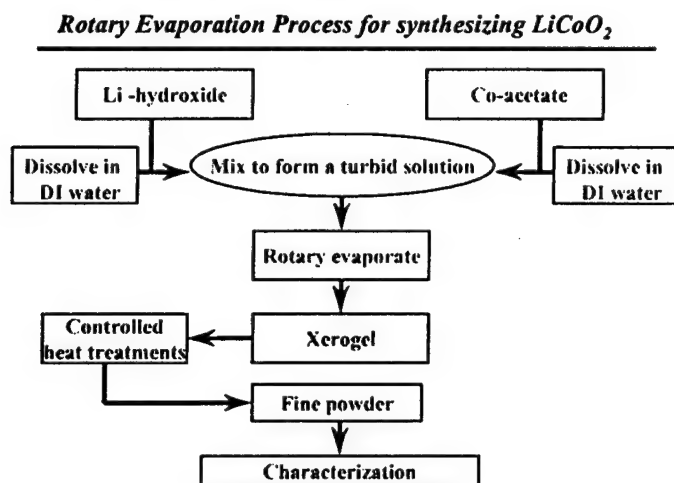 Rotary Evaporation Process for synthesizing LiCoO₂
Li -hydroxide
Co-acetate
Dissolve in
DI water
Mix to form a turbid solution
Dissolve in
DI water
Rotary evaporate
Controlled
heat treatments
Xerogel
Fine powder
Characterization